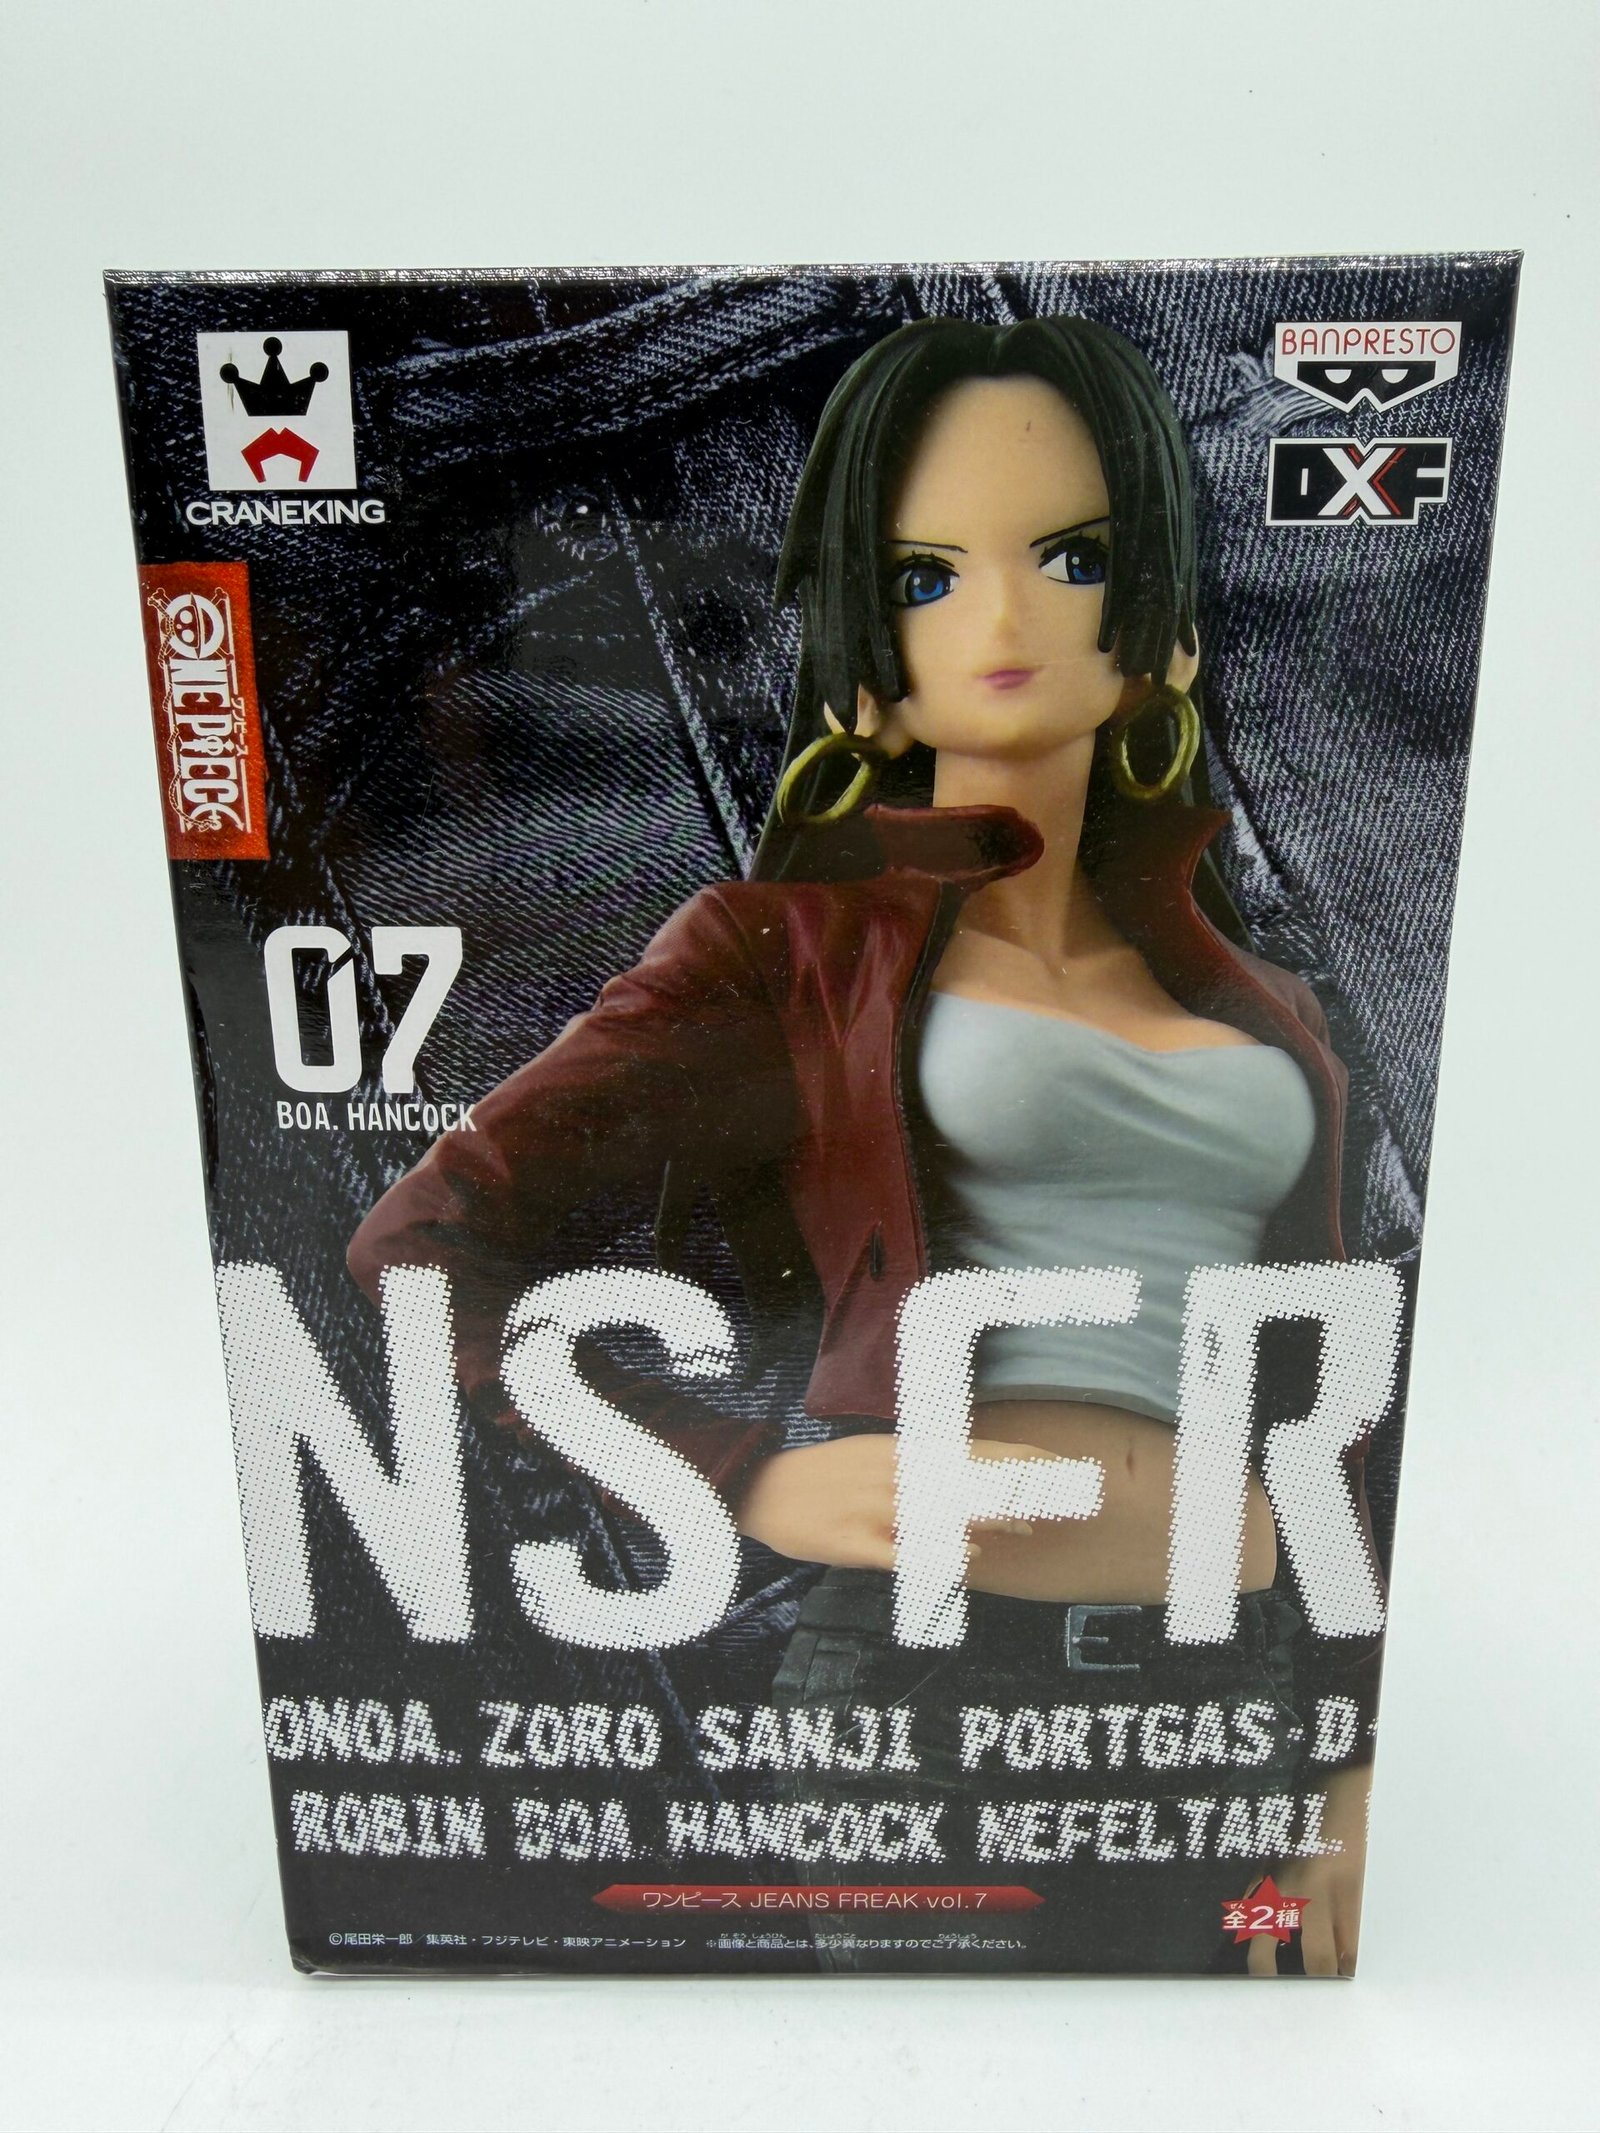 BANPRESTO
DXF
CRANEKING
ONE PIECE
ワンピース
07
BOA. HANCOCK
NS FR
ONOA. ZORO SANJI PORTGAS・D・
ROBIN BOA. HANCOCK NEFELTARI.
ワンピース JEANS FREAK vol.7
ぜん しゅ
全2種
©尾田栄一郎／集英社・フジテレビ・東映アニメーション ※画像と商品とは、多少異なりますのでご了承ください。